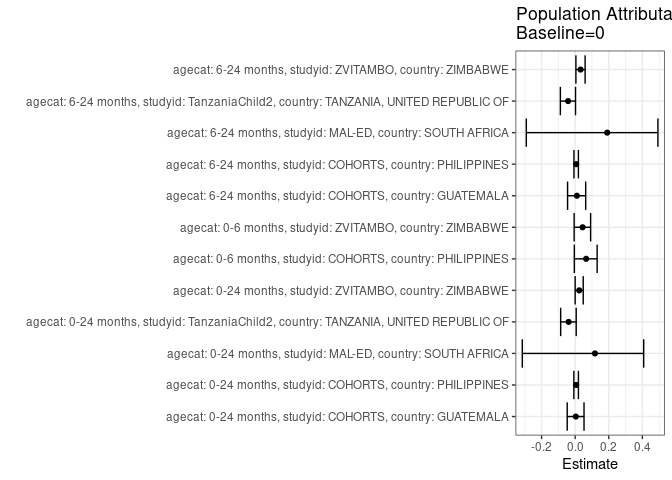 Population Attributa
Baseline=0
agecat: 6-24 months, studyid: ZVITAMBO, country: ZIMBABWE
agecat: 6-24 months, studyid: TanzaniaChild2, country: TANZANIA, UNITED REPUBLIC OF
agecat: 6-24 months, studyid: MAL-ED, country: SOUTH AFRICA
agecat: 6-24 months, studyid: COHORTS, country: PHILIPPINES
agecat: 6-24 months, studyid: COHORTS, country: GUATEMALA
agecat: 0-6 months, studyid: ZVITAMBO, country: ZIMBABWE
agecat: 0-6 months, studyid: COHORTS, country: PHILIPPINES
agecat: 0-24 months, studyid: ZVITAMBO, country: ZIMBABWE
agecat: 0-24 months, studyid: TanzaniaChild2, country: TANZANIA, UNITED REPUBLIC OF
agecat: 0-24 months, studyid: MAL-ED, country: SOUTH AFRICA
agecat: 0-24 months, studyid: COHORTS, country: PHILIPPINES
agecat: 0-24 months, studyid: COHORTS, country: GUATEMALA
-0.2 0.0 0.2 0.4
Estimate